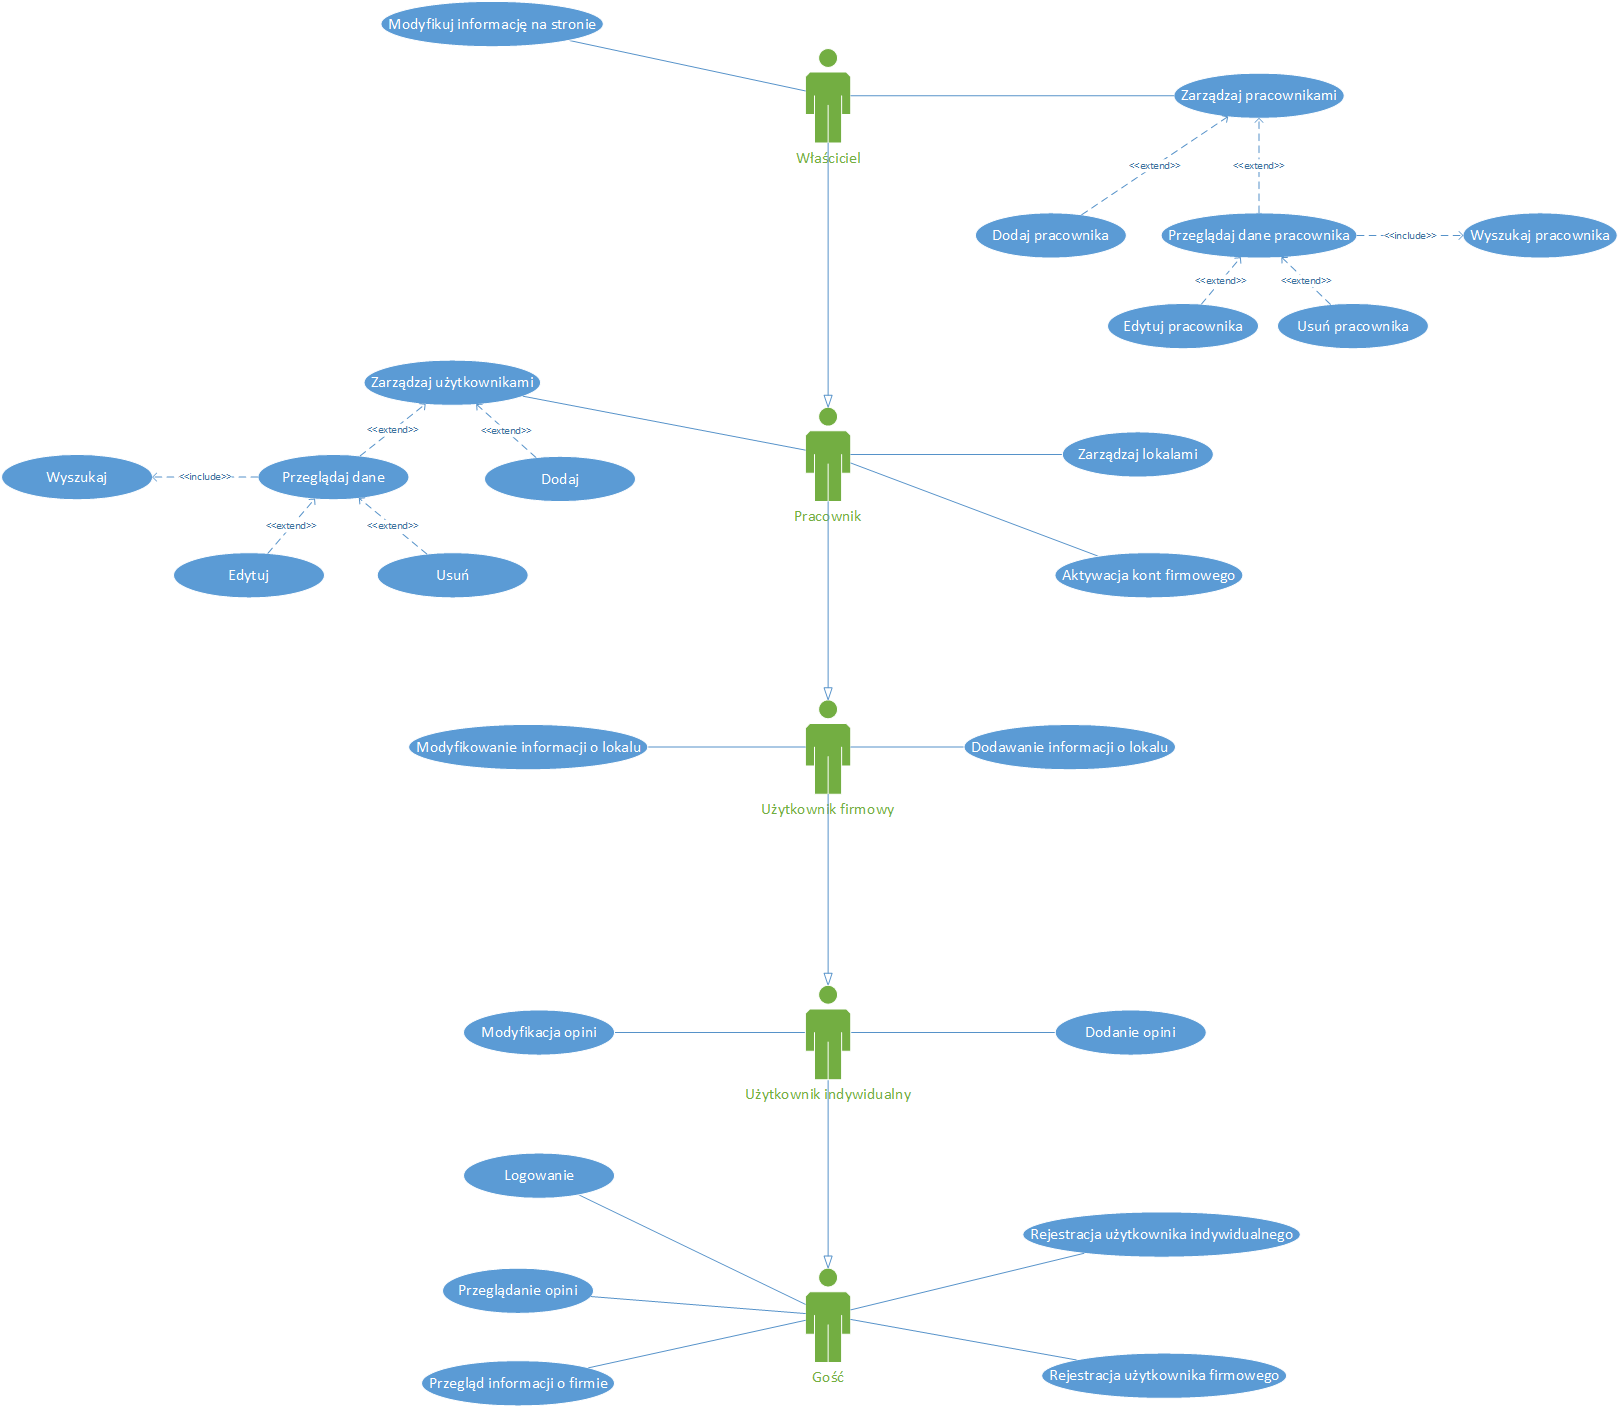 Modyfikuj informację na stronie
Zarządzaj pracownikami
Właściciel
<<extend>>
<<extend>>
Dodaj pracownika
Przeglądaj dane pracownika
<<include>>
Wyszukaj pracownika
<<extend>>
<<extend>>
Edytuj pracownika
Usuń pracownika
Zarządzaj użytkownikami
<<extend>>
<<extend>>
Zarządzaj lokalami
Wyszukaj
<<include>>
Przeglądaj dane
Dodaj
Pracownik
<<extend>>
<<extend>>
Edytuj
Usuń
Aktywacja kont firmowego
Modyfikowanie informacji o lokalu
Dodawanie informacji o lokalu
Użytkownik firmowy
Modyfikacja opini
Dodanie opini
Użytkownik indywidualny
Logowanie
Rejestracja użytkownika indywidualnego
Przeglądanie opini
Gość
Rejestracja użytkownika firmowego
Przegląd informacji o firmie